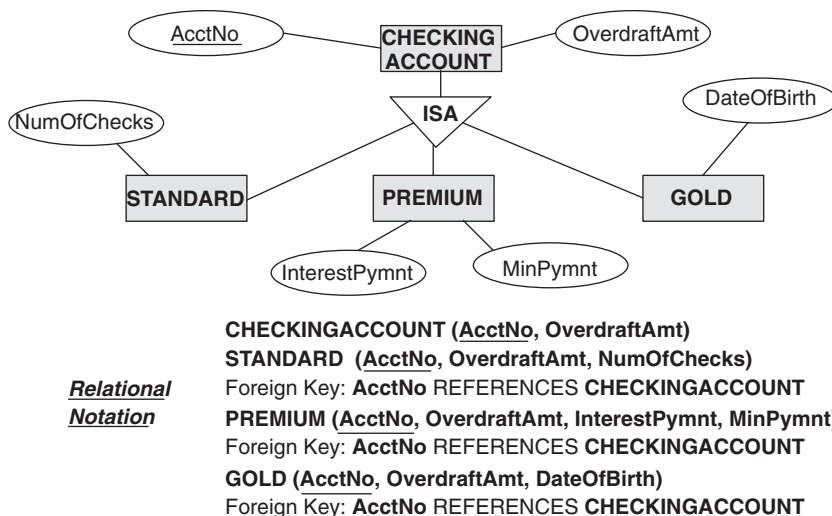 AcctNo
CHECKING
ACCOUNT
OverdraftAmt
ISA
DateOfBirth
NumOfChecks
STANDARD
PREMIUM
GOLD
InterestPymnt
MinPymnt
CHECKINGACCOUNT (AcctNo, OverdraftAmt)
STANDARD (AcctNo, OverdraftAmt, NumOfChecks)
Relational
Foreign Key: AcctNo REFERENCES CHECKINGACCOUNT
Notation
PREMIUM (AcctNo, OverdraftAmt, InterestPymnt, MinPymnt)
Foreign Key: AcctNo REFERENCES CHECKINGACCOUNT
GOLD (AcctNo, OverdraftAmt, DateOfBirth)
Foreign Key: AcctNo REFERENCES CHECKINGACCOUNT